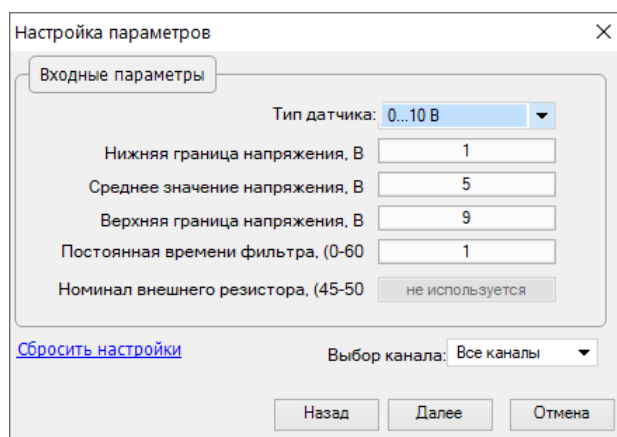 Настройка параметров
Входные параметры
Тип датчика: 0...10 В
Нижняя граница напряжения, В 1
Среднее значение напряжения, В 5
Верхняя граница напряжения, В 9
Постоянная времени фильтра, (0-60 1
Номинал внешнего резистора, (45-50 не используется
Сбросить настройки Выбор канала: Все каналы
Назад Далее Отмена